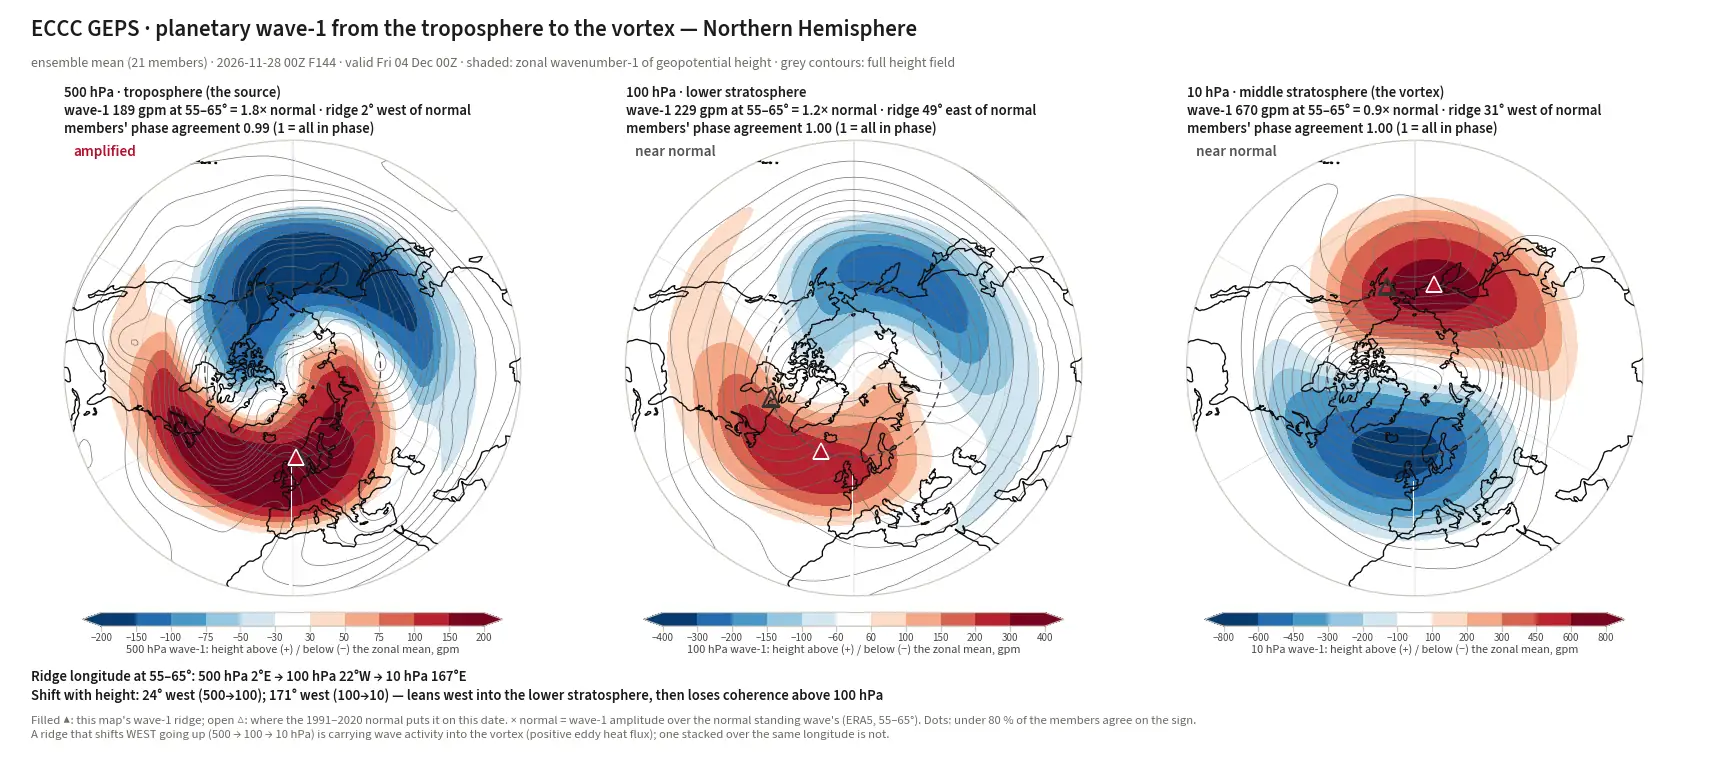 ECCC GEPS · planetary wave-1 from the troposphere to the vortex — Northern Hemisphere
ensemble mean (21 members) · 2026-11-28 00Z F144 · valid Fri 04 Dec 00Z · shaded: zonal wavenumber-1 of geopotential height · grey contours: full height field
500 hPa · troposphere (the source)
wave-1 189 gpm at 55–65° = 1.8× normal · ridge 2° west of normal
members' phase agreement 0.99 (1 = all in phase)
amplified
100 hPa · lower stratosphere
wave-1 229 gpm at 55–65° = 1.2× normal · ridge 49° east of normal
members' phase agreement 1.00 (1 = all in phase)
near normal
10 hPa · middle stratosphere (the vortex)
wave-1 670 gpm at 55–65° = 0.9× normal · ridge 31° west of normal
members' phase agreement 1.00 (1 = all in phase)
near normal
−200 −150 −100 −75 −50 −30 30 50 75 100 150 200
500 hPa wave-1: height above (+) / below (−) the zonal mean, gpm
−400 −300 −200 −150 −100 −60 60 100 150 200 300 400
100 hPa wave-1: height above (+) / below (−) the zonal mean, gpm
−800 −600 −450 −300 −200 −100 100 200 300 450 600 800
10 hPa wave-1: height above (+) / below (−) the zonal mean, gpm
Ridge longitude at 55–65°: 500 hPa 2°E → 100 hPa 22°W → 10 hPa 167°E
Shift with height: 24° west (500→100); 171° west (100→10) — leans west into the lower stratosphere, then loses coherence above 100 hPa
Filled ▲: this map's wave-1 ridge; open △: where the 1991–2020 normal puts it on this date. × normal = wave-1 amplitude over the normal standing wave's (ERA5, 55–65°). Dots: under 80 % of the members agree on the sign.
A ridge that shifts WEST going up (500 → 100 → 10 hPa) is carrying wave activity into the vortex (positive eddy heat flux); one stacked over the same longitude is not.